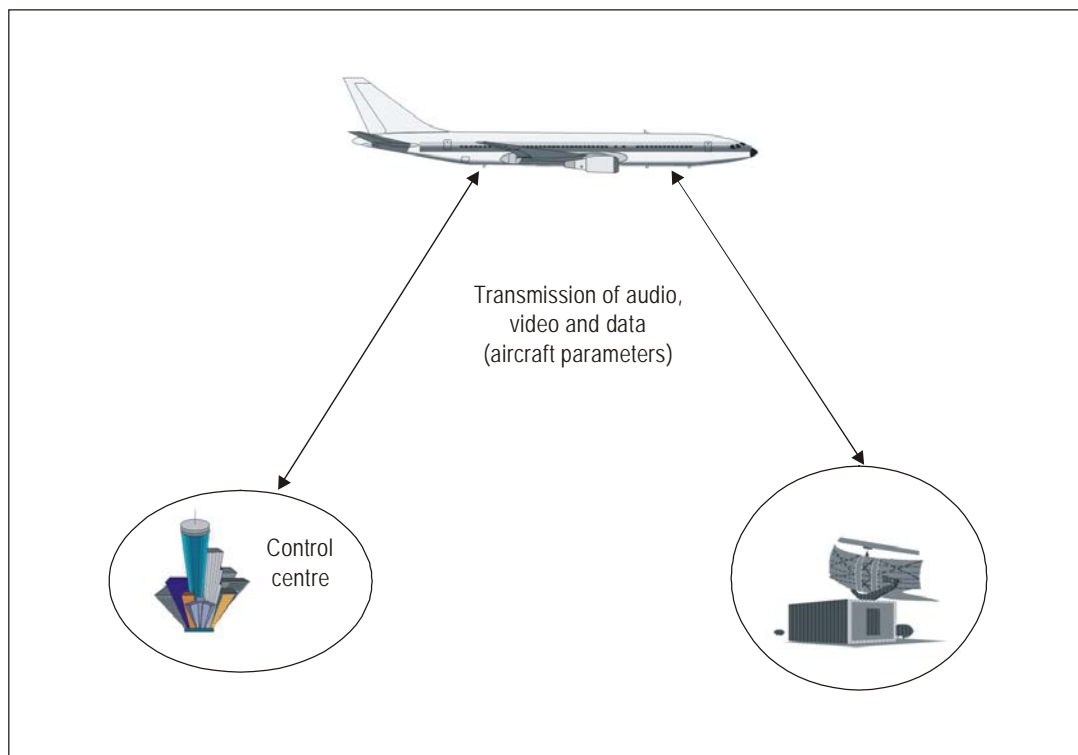 Transmission of audio,
video and data
(aircraft parameters)
Control
centre